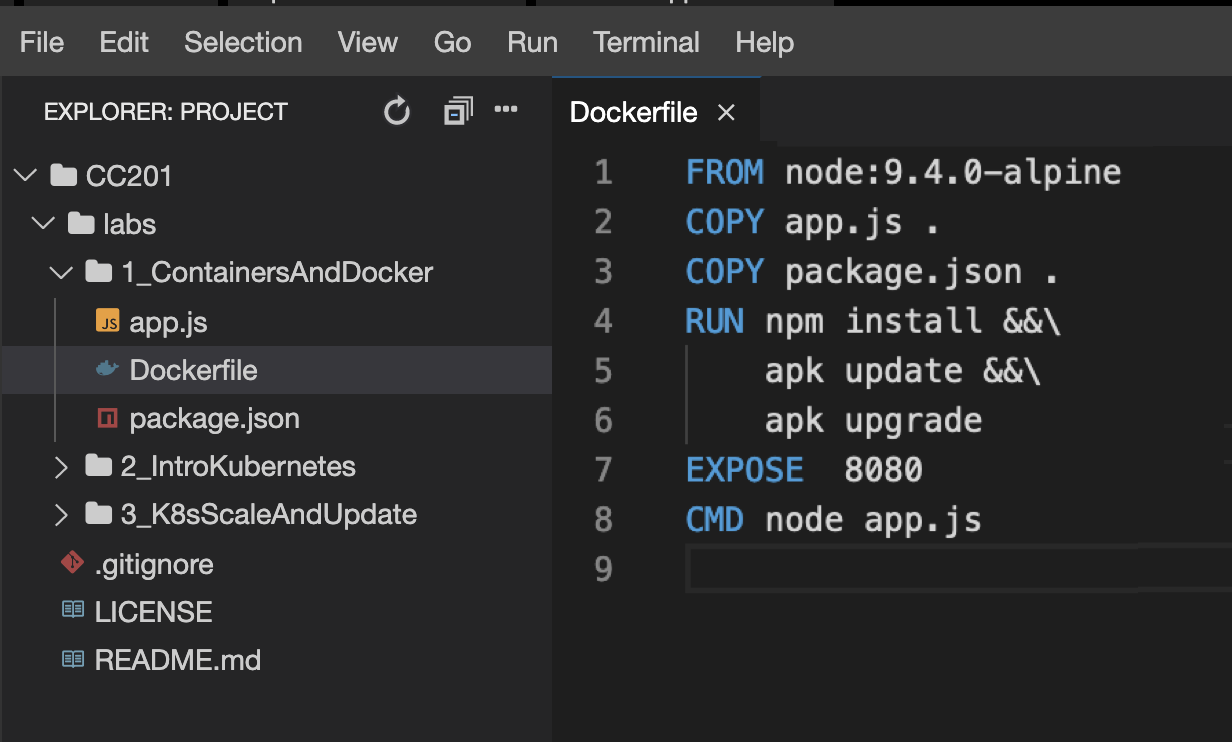 File Edit Selection View Go Run Terminal Help
EXPLORER: PROJECT
CC201
labs
1_ContainersAndDocker
JS app.js
Dockerfile
package.json
2_IntroKubernetes
3_K8sScaleAndUpdate
.gitignore
LICENSE
README.md
Dockerfile
1 FROM node:9.4.0-alpine
2 COPY app.js .
3 COPY package.json .
4 RUN npm install &&\
5 apk update &&\
6 apk upgrade
7 EXPOSE  8080
8 CMD node app.js
9